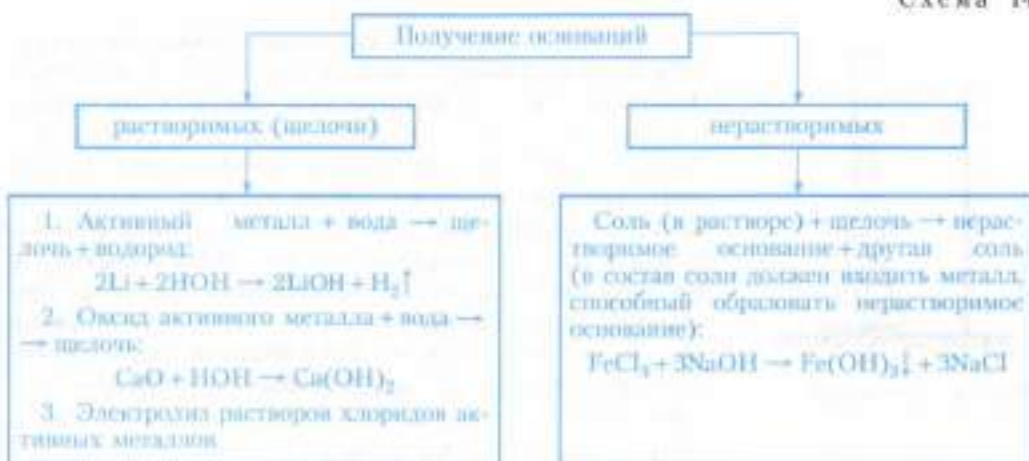 Схема
Получение оснований
растворимых (щелочи)
нерастворимых
1. Активный металл + вода → ще-
лочь + водород:
2Li + 2HOH → 2LiOH + H₂↑
2. Оксид активного металла + вода →
→ щелочь:
CaO + HOH → Ca(OH)₂
3. Электролиз растворов хлоридов ак-
тивных металлов
Соль (в растворе) + щелочь → нерас-
творимое основание + другая соль
(в состав соли должен входить металл,
способный образовать нерастворимое
основание):
FeCl₃ + 3NaOH → Fe(OH)₃↓ + 3NaCl